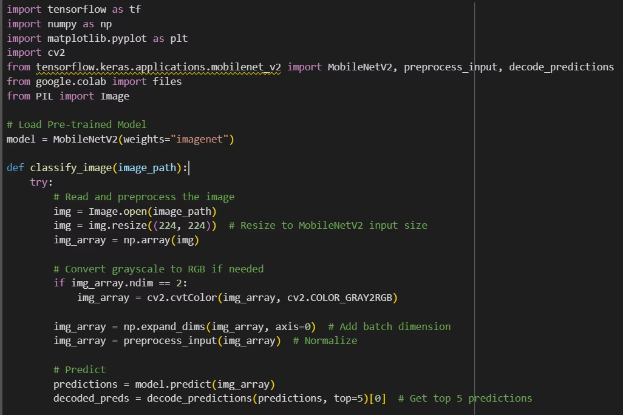 import tensorflow as tf
import numpy as np
import matplotlib.pyplot as plt
import cv2
from tensorflow.keras.applications.mobilenet_v2 import MobileNetV2, preprocess_input, decode_predictions
from google.colab import files
from PIL import Image

# Load Pre-trained Model
model = MobileNetV2(weights="imagenet")

def classify_image(image_path):
    try:
        # Read and preprocess the image
        img = Image.open(image_path)
        img = img.resize((224, 224))  # Resize to MobileNetV2 input size
        img_array = np.array(img)

        # Convert grayscale to RGB if needed
        if img_array.ndim == 2:
            img_array = cv2.cvtColor(img_array, cv2.COLOR_GRAY2RGB)

        img_array = np.expand_dims(img_array, axis=0)  # Add batch dimension
        img_array = preprocess_input(img_array)  # Normalize

        # Predict
        predictions = model.predict(img_array)
        decoded_preds = decode_predictions(predictions, top=5)[0]  # Get top 5 predictions